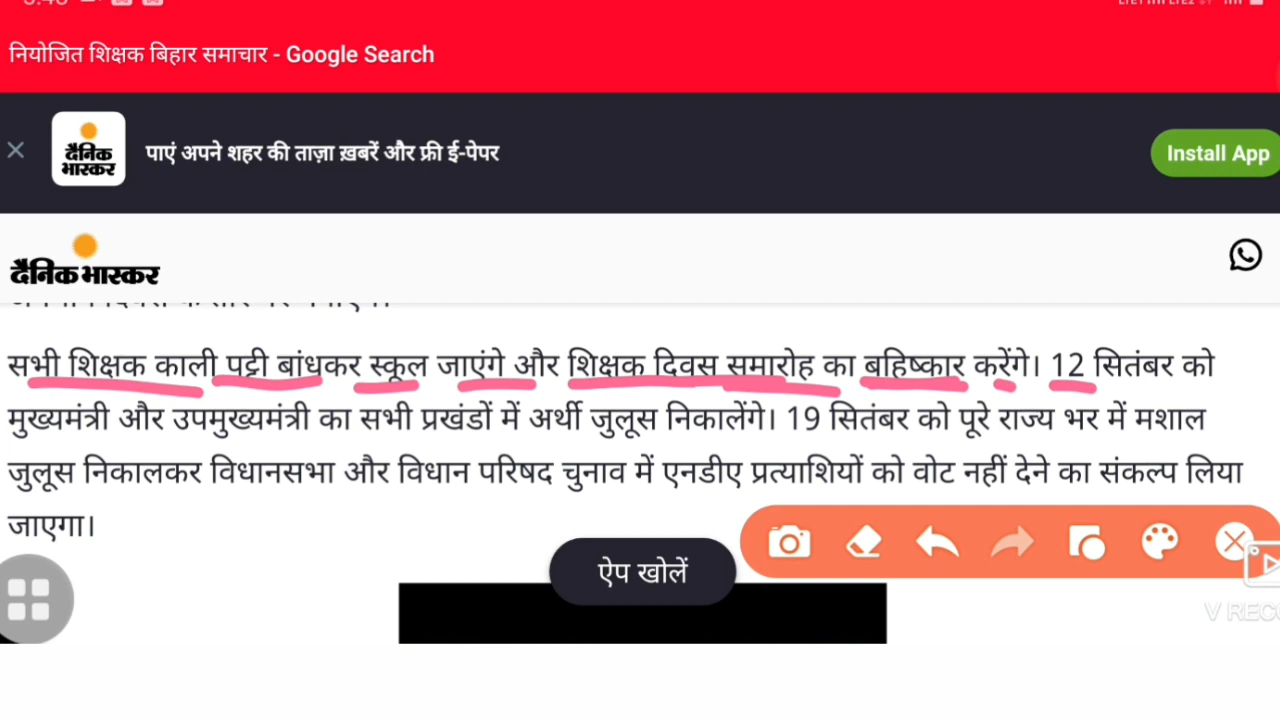 नियोजित शिक्षक बिहार समाचार - Google Search
दैनिक
भास्कर
पाएं अपने शहर की ताज़ा ख़बरें और फ्री ई-पेपर
Install App
दैनिक भास्कर
सभी शिक्षक काली पट्टी बांधकर स्कूल जाएंगे और शिक्षक दिवस समारोह का बहिष्कार करेंगे। 12 सितंबर को
मुख्यमंत्री और उपमुख्यमंत्री का सभी प्रखंडों में अर्थी जुलूस निकालेंगे। 19 सितंबर को पूरे राज्य भर में मशाल
जुलूस निकालकर विधानसभा और विधान परिषद चुनाव में एनडीए प्रत्याशियों को वोट नहीं देने का संकल्प लिया
जाएगा।
ऐप खोलें